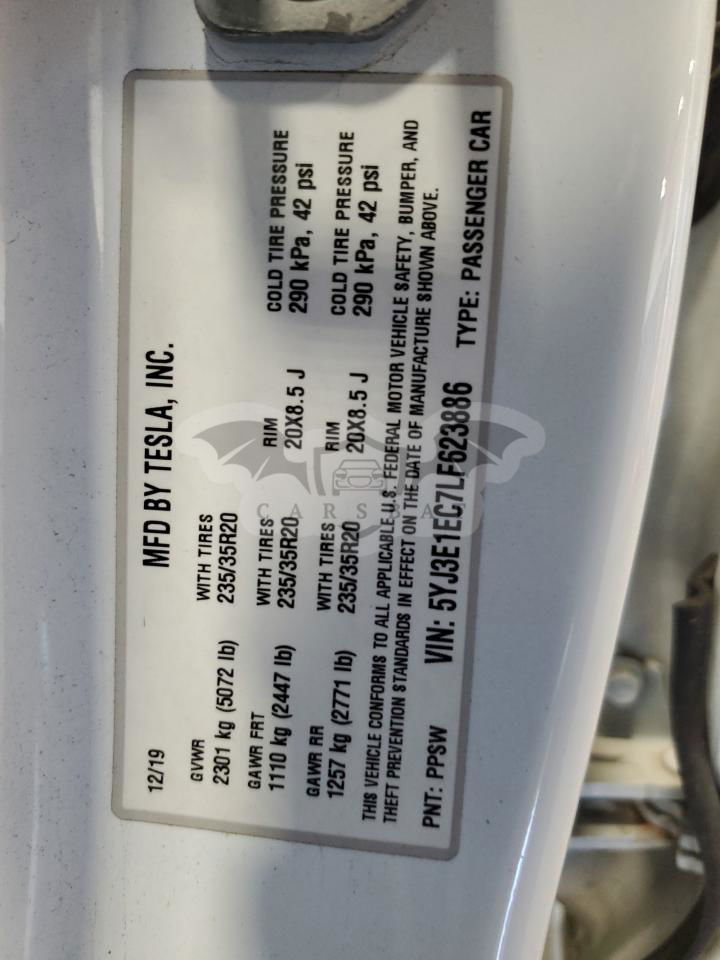 12/19 MFD BY TESLA, INC.
GVWR WITH TIRES
2301 kg (5072 lb) 235/35R20
GAWR FRT WITH TIRES RIM COLD TIRE PRESSURE
1110 kg (2447 lb) 235/35R20 20X8.5 J 290 kPa, 42 psi
GAWR RR WITH TIRES RIM COLD TIRE PRESSURE
1257 kg (2771 lb) 235/35R20 20X8.5 J 290 kPa, 42 psi
THIS VEHICLE CONFORMS TO ALL APPLICABLE U.S. FEDERAL MOTOR VEHICLE SAFETY, BUMPER, AND
THEFT PREVENTION STANDARDS IN EFFECT ON THE DATE OF MANUFACTURE SHOWN ABOVE.
PNT: PPSW VIN: 5YJ3E1EC7LF623886 TYPE: PASSENGER CAR
CARSBAT